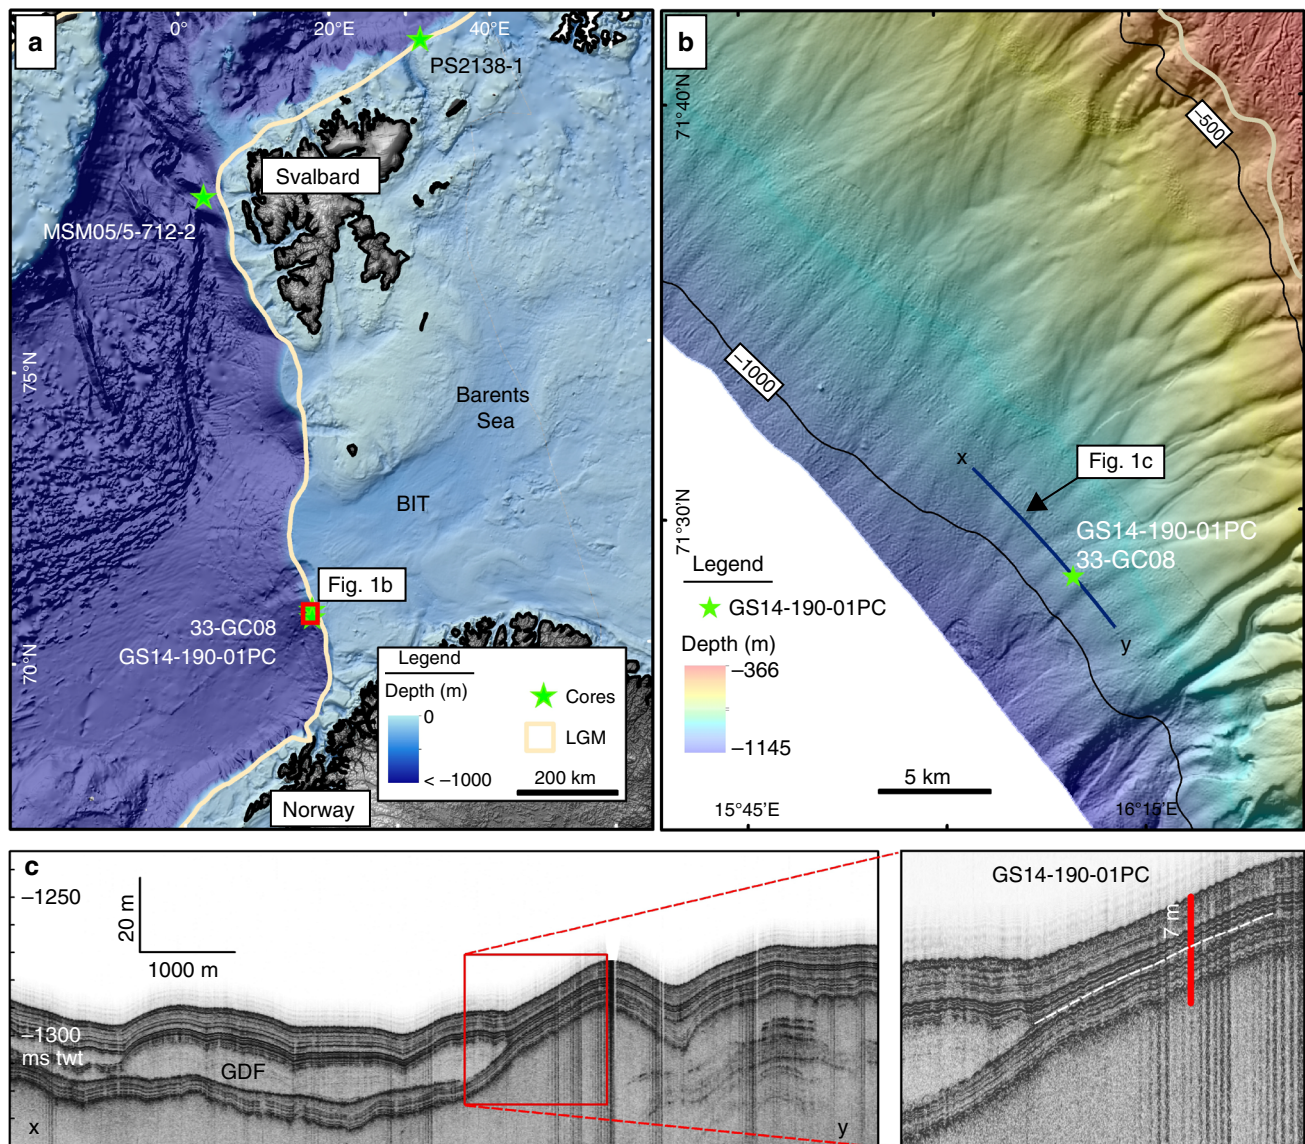 a
0°
20°E
40°E
PS2138-1
Svalbard
MSM05/5-712-2
75°N
Barents
Sea
BIT
Fig. 1b
33-GC08
GS14-190-01PC
70°N
Legend
Depth (m)
0
< –1000
Cores
LGM
200 km
Norway
b
71°40'N
–500
–1000
x
Fig. 1c
GS14-190-01PC
33-GC08
71°30'N
y
Legend
GS14-190-01PC
Depth (m)
–366
–1145
5 km
15°45'E
16°15'E
c
–1250
20 m
1000 m
–1300
ms twt
GDF
x
y
GS14-190-01PC
7 m